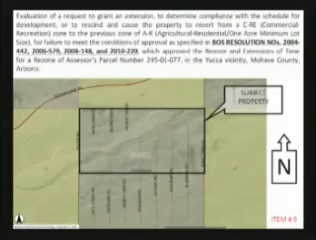 Evaluation of a request to grant an extension, to determine compliance with the schedule for
development, or to rescind and cause the property to revert from a C-RE (Commercial-
Recreation) zone to the previous zone of A-R (Agricultural-Residential/One Acre Minimum Lot
Size), for failure to meet the conditions of approval as specified in BOS RESOLUTION NOs. 2004-
442, 2006-579, 2008-148, and 2010-220, which approved the Rezone and Extensions of Time
for a Rezone of Assessor's Parcel Number 245-01-077, in the Yucca vicinity, Mohave County,
Arizona.
SUBJECT
PROPERTY
N
ITEM # 9